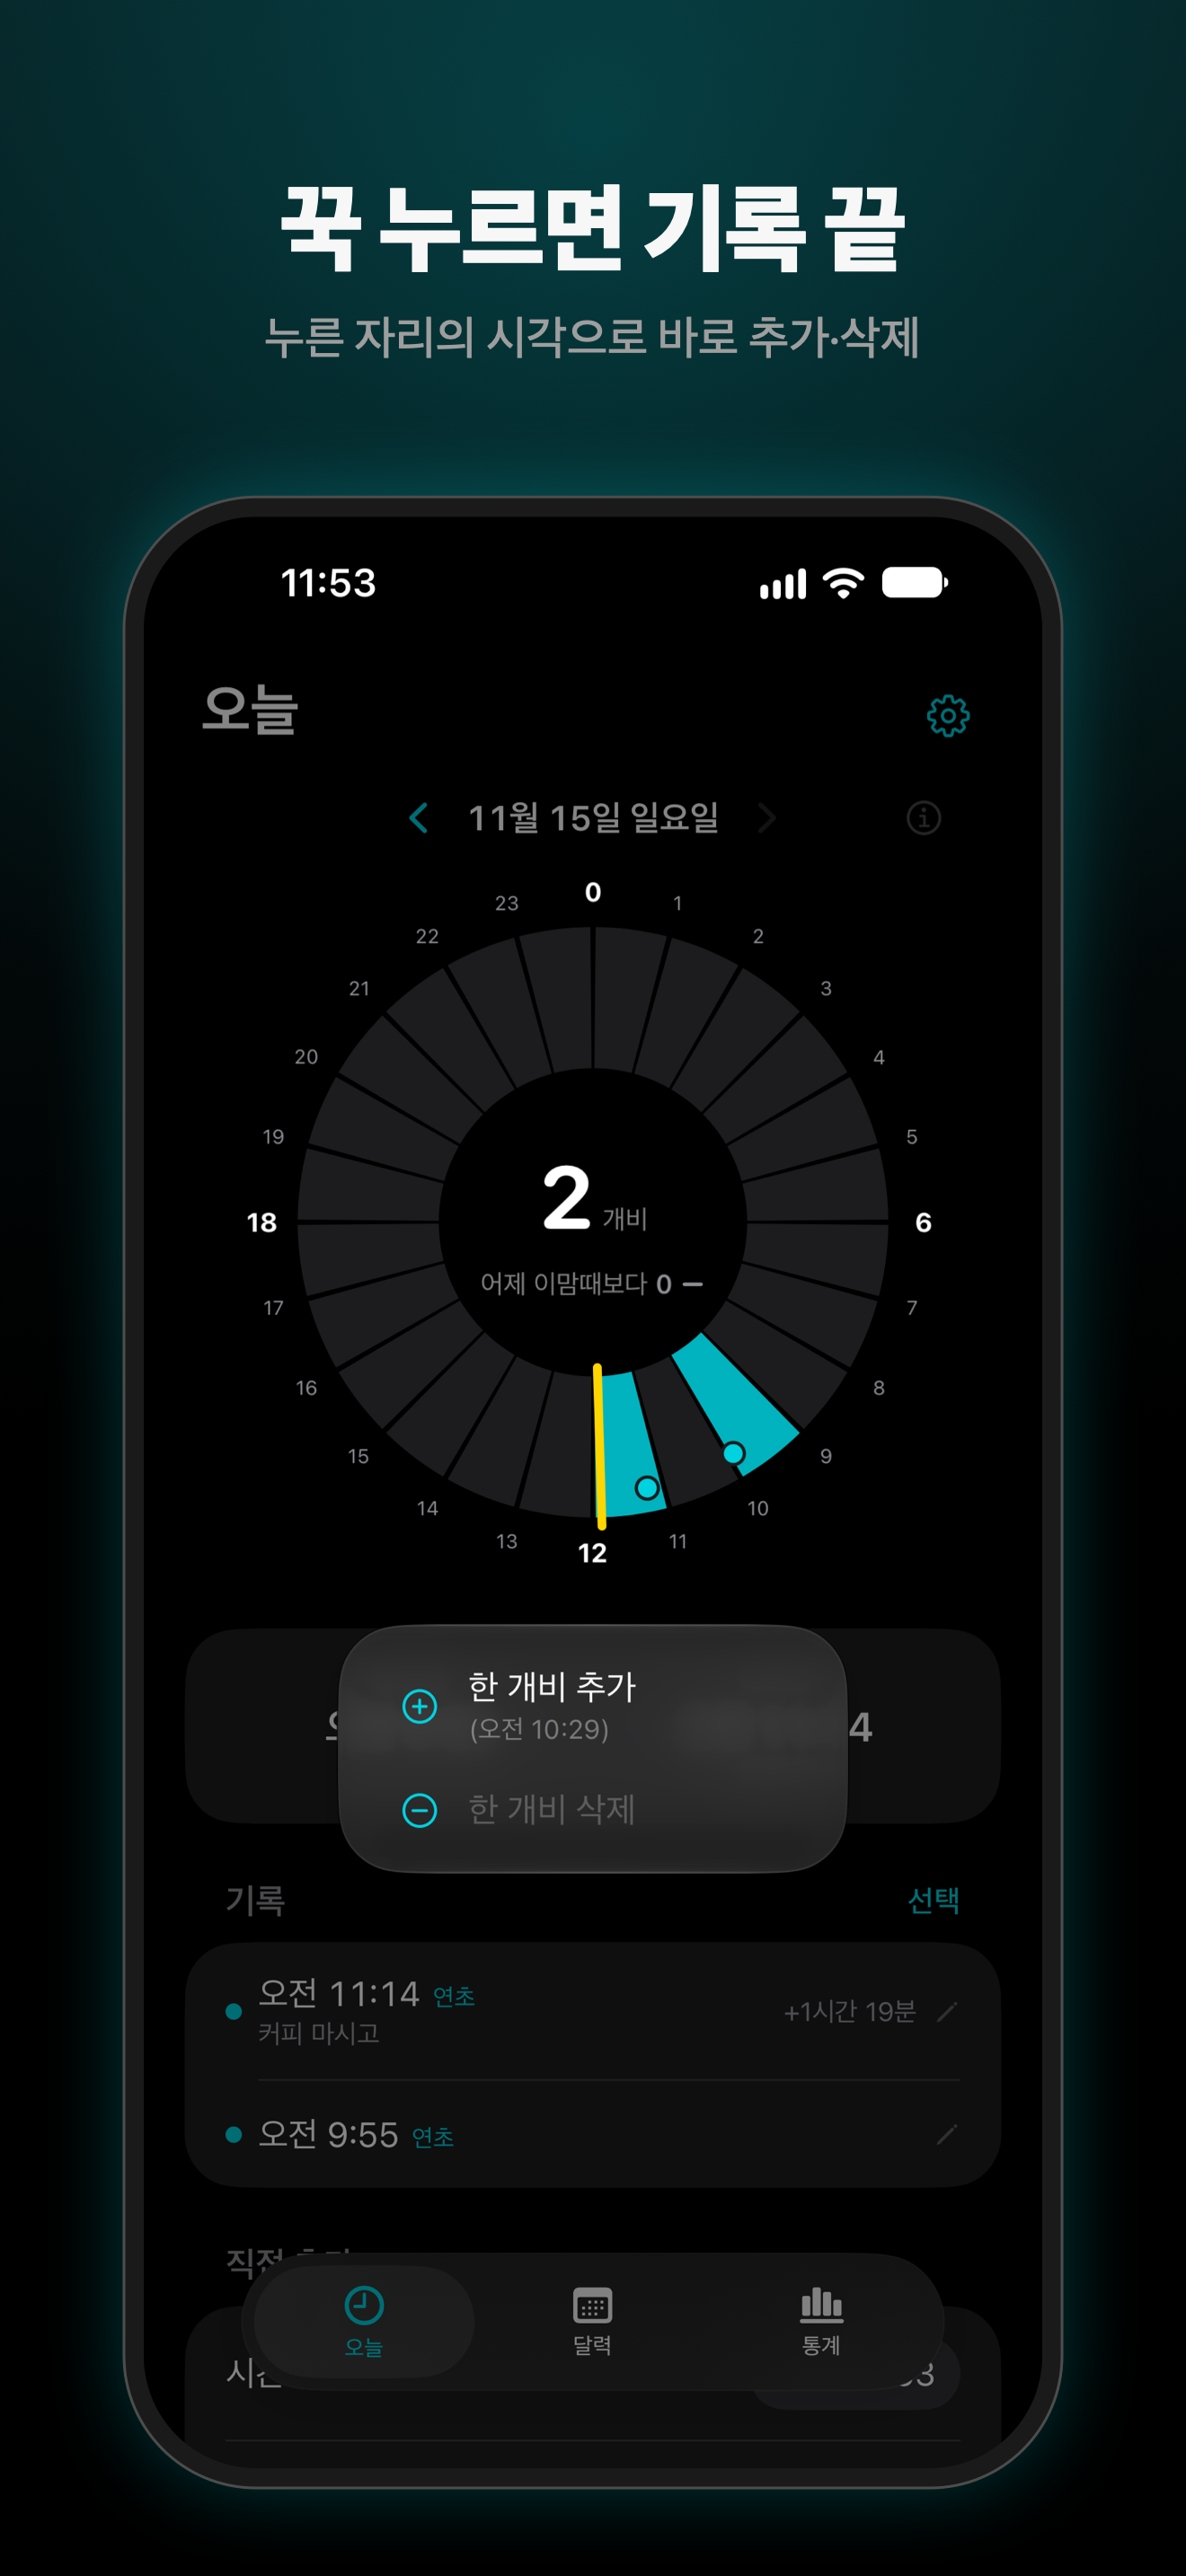 꾹 누르면 기록 끝
누른 자리의 시각으로 바로 추가·삭제
11:53
오늘
11월 15일 일요일
0
1
2
3
4
5
6
7
8
9
10
11
12
13
14
15
16
17
18
19
20
21
22
23
2 개비
어제 이맘때보다 0 –
한 개비 추가
(오전 10:29)
한 개비 삭제
4
기록 선택
오전 11:14 연초
커피 마시고
+1시간 19분
오전 9:55 연초
오늘
달력
통계